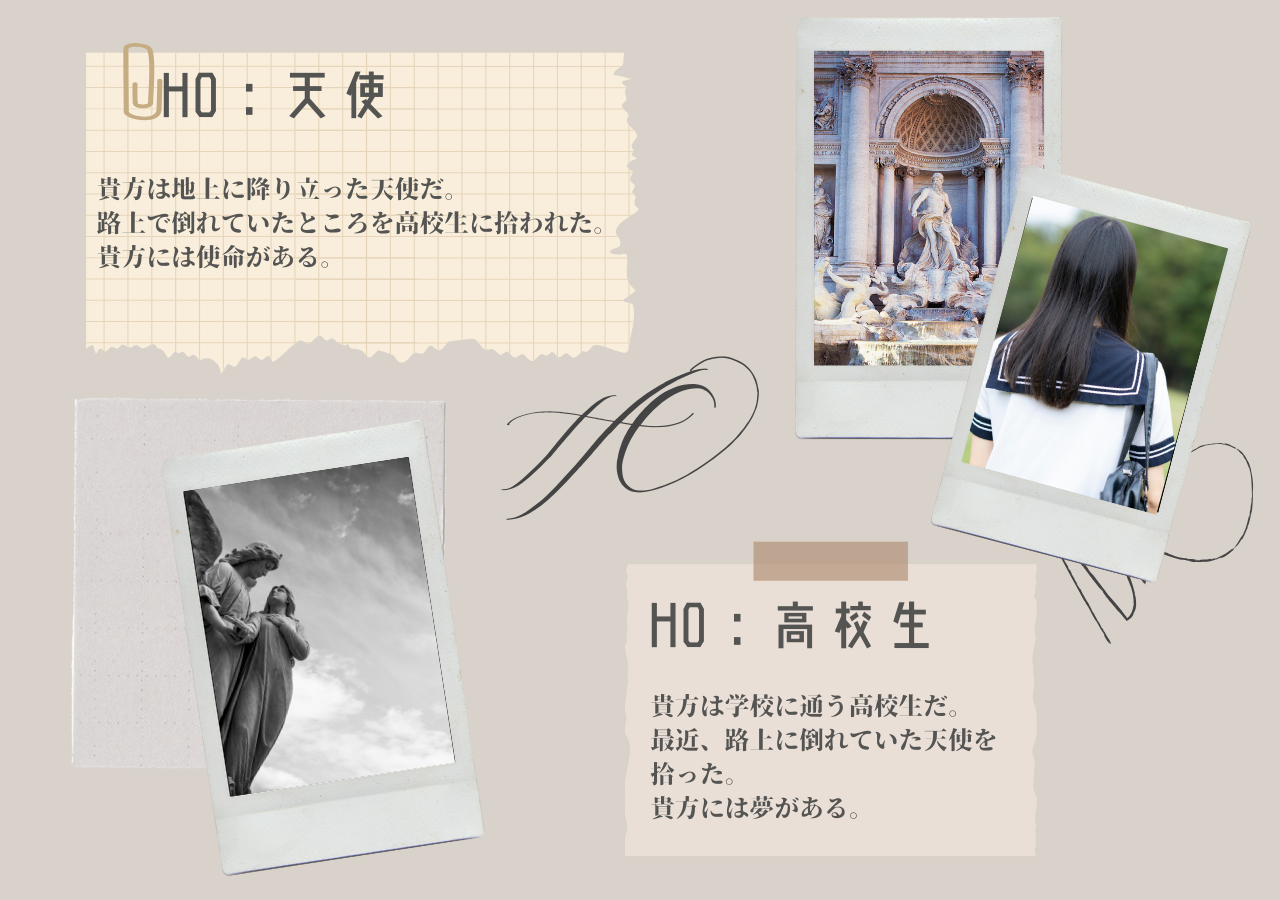 HO：天使
貴方は地上に降り立った天使だ。
路上で倒れていたところを高校生に拾われた。
貴方には使命がある。
HO
HO：高校生
貴方は学校に通う高校生だ。
最近、路上に倒れていた天使を
拾った。
貴方には夢がある。